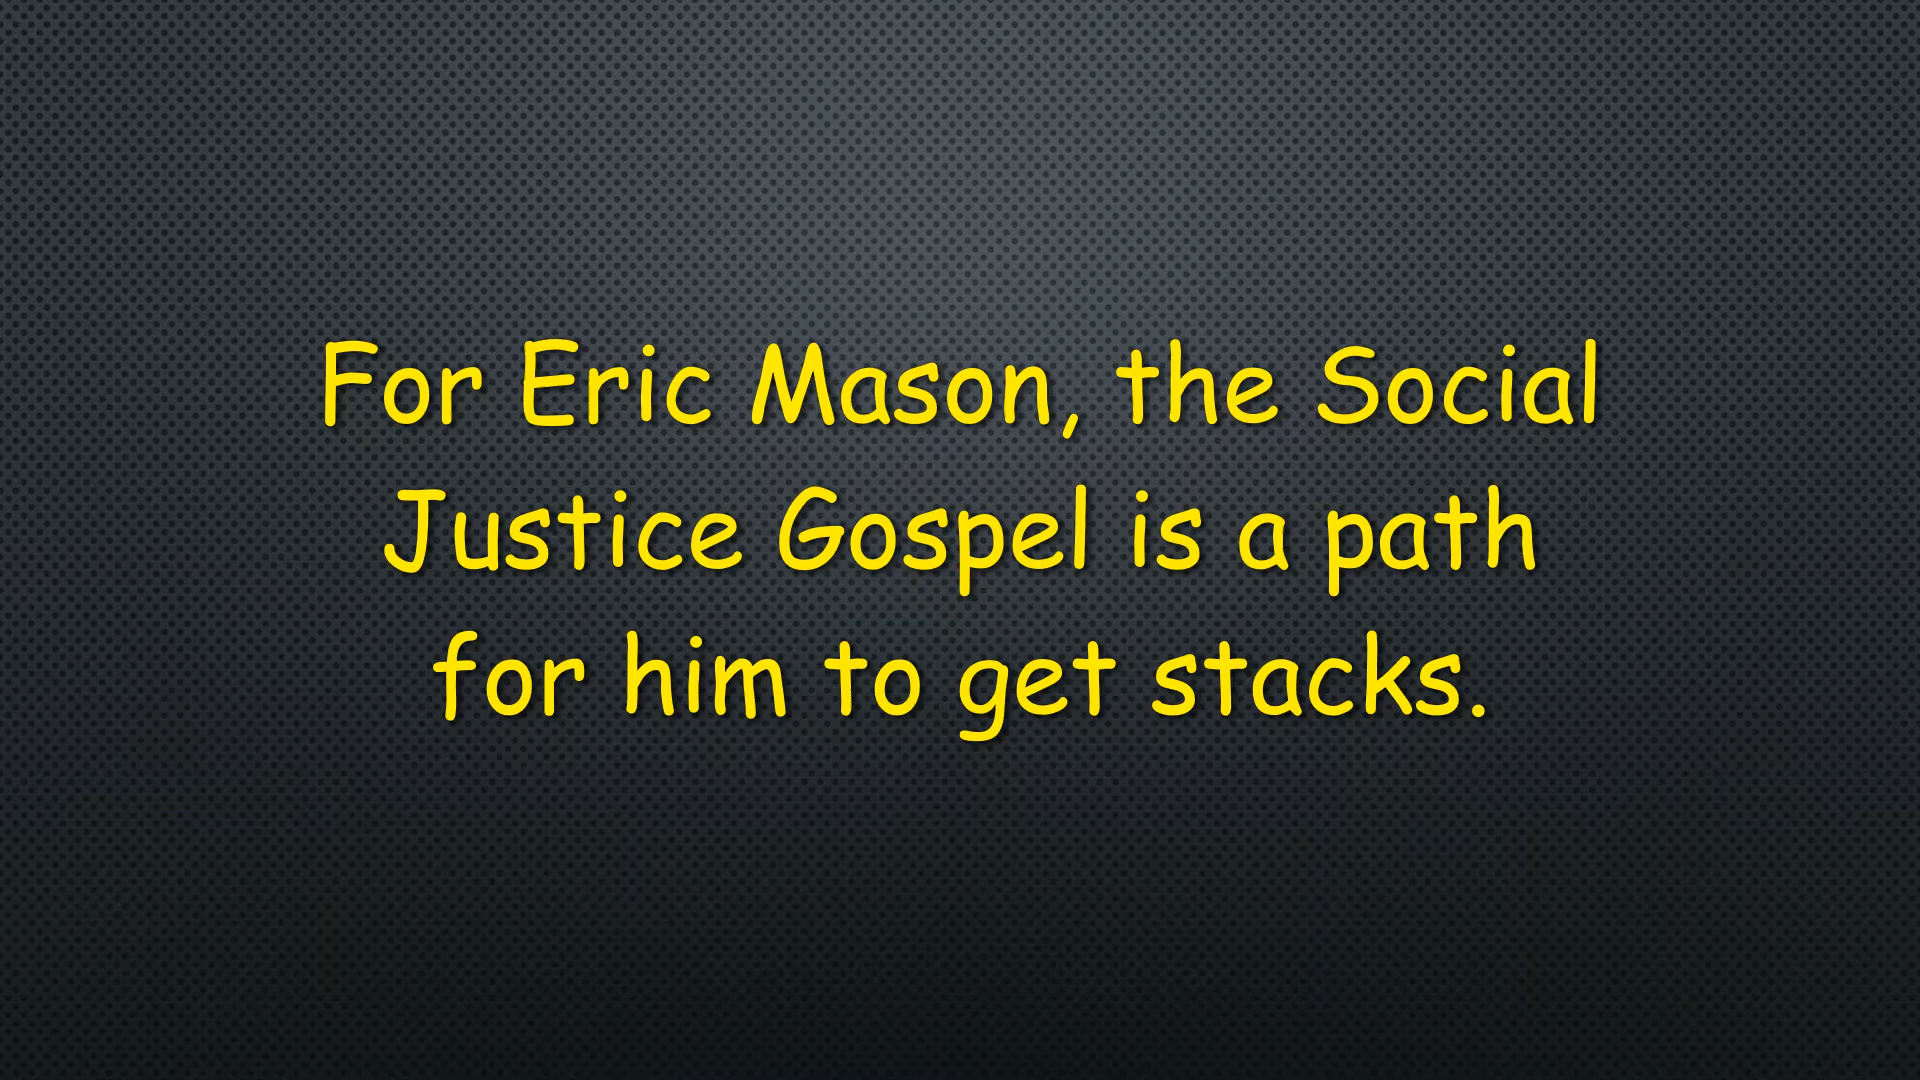 For Eric Mason, the Social
Justice Gospel is a path
for him to get stacks.